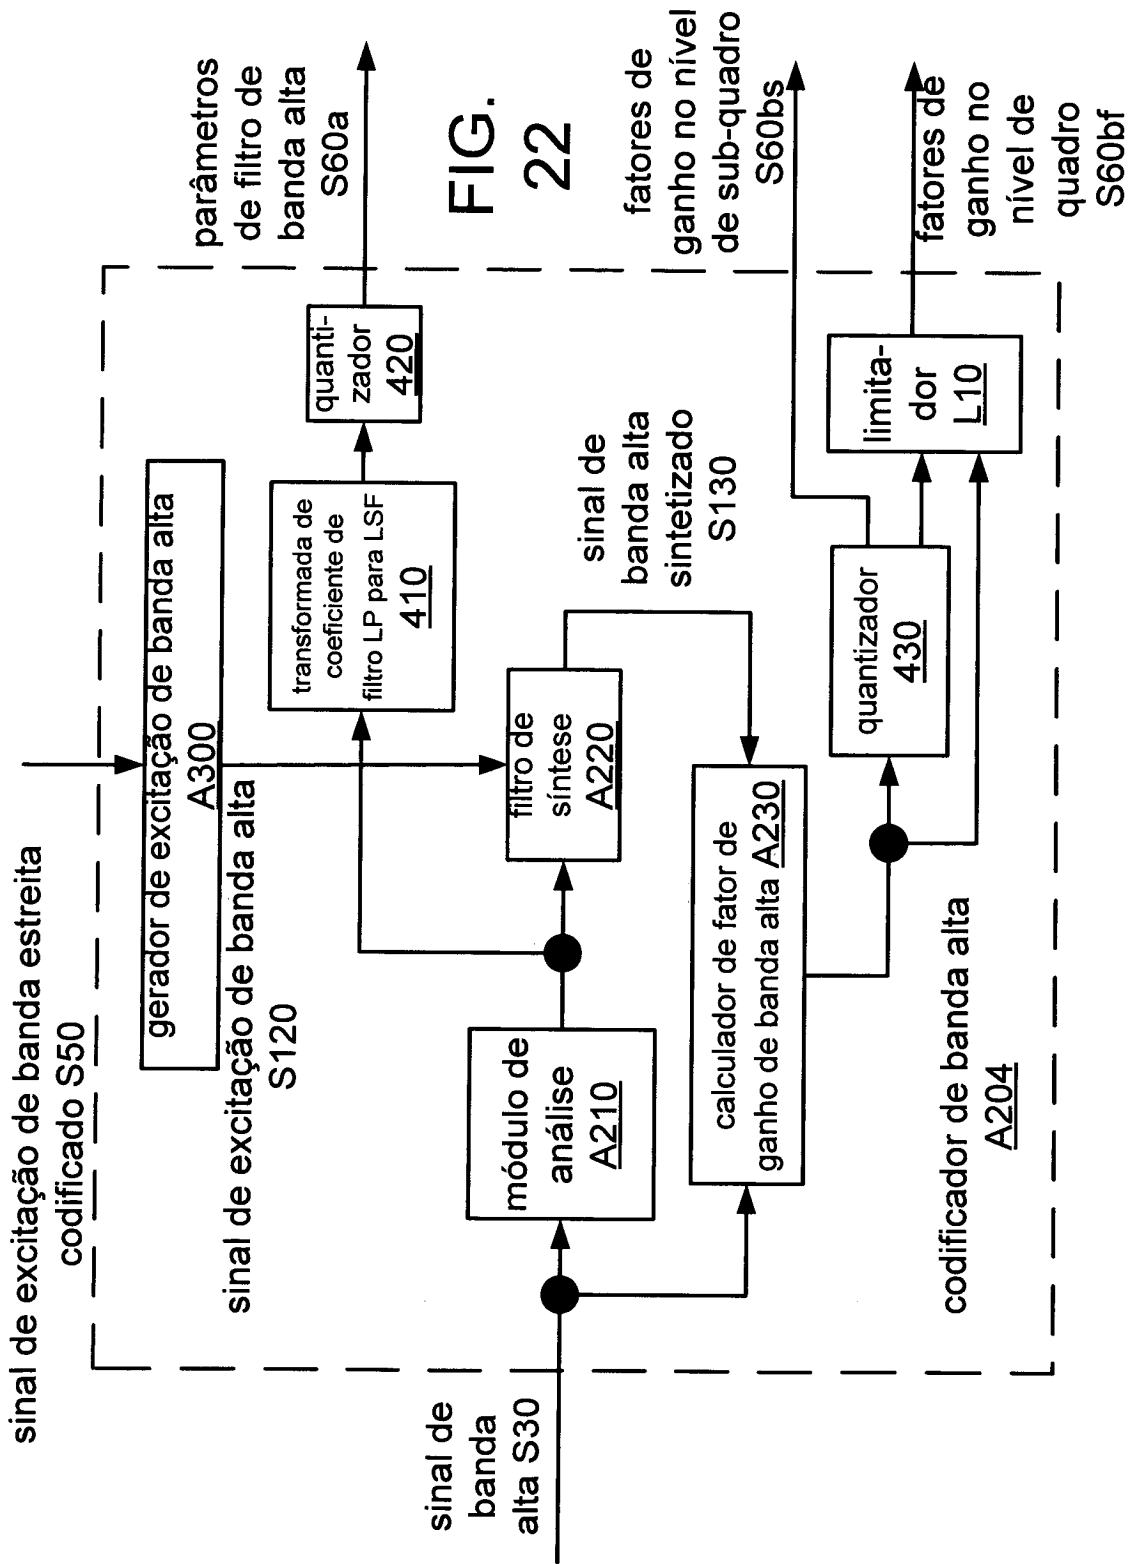 sinal de excitação de banda estreita
codificado S50
gerador de excitação de banda alta
A300
sinal de excitação de banda alta
S120
parâmetros
de filtro de
banda alta
S60a
quanti-
zador
420
transformada de
coeficiente de
filtro LP para LSF
410
FIG.
22
sinal de
banda
alta S30
módulo de
análise
A210
filtro de
síntese
A220
sinal de
banda alta
sintetizado
S130
fatores de
ganho no nível
de sub-quadro
S60bs
calculador de fator de
ganho de banda alta A230
quantizador
430
limita-
dor
L10
fatores de
ganho no
nível de
quadro
S60bf
codificador de banda alta
A204